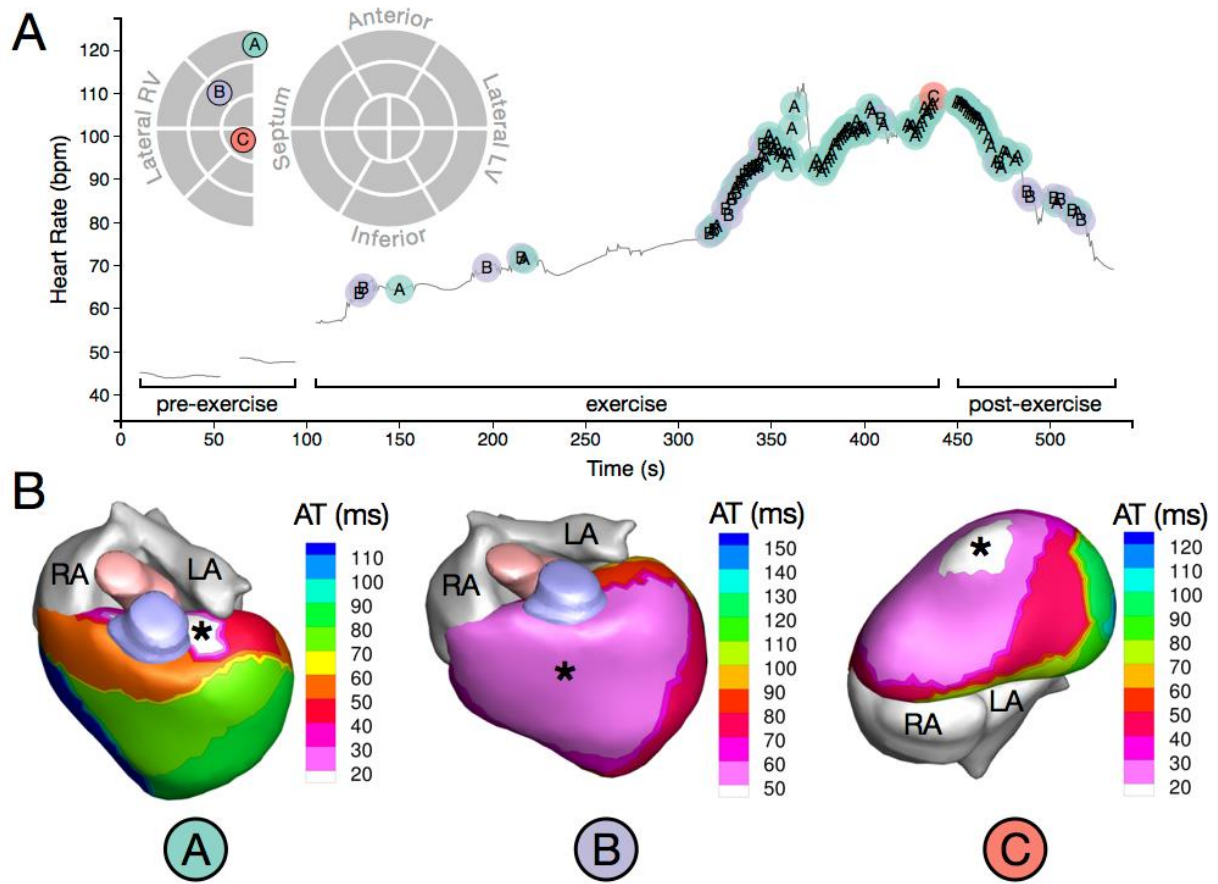 A
Anterior
Septum
Lateral RV
Lateral LV
Inferior
A
B
C
Heart Rate (bpm)
120
110
100
90
80
70
60
50
40
B B A B B A
pre-exercise
exercise
post-exercise
0 50 100 150 200 250 300 350 400 450 500
Time (s)
B
RA LA
AT (ms)
110
100
90
80
70
60
50
40
30
20
*
A
RA LA
AT (ms)
150
140
130
120
110
100
90
80
70
60
50
*
B
RA LA
AT (ms)
120
110
100
90
80
70
60
50
40
30
20
*
C